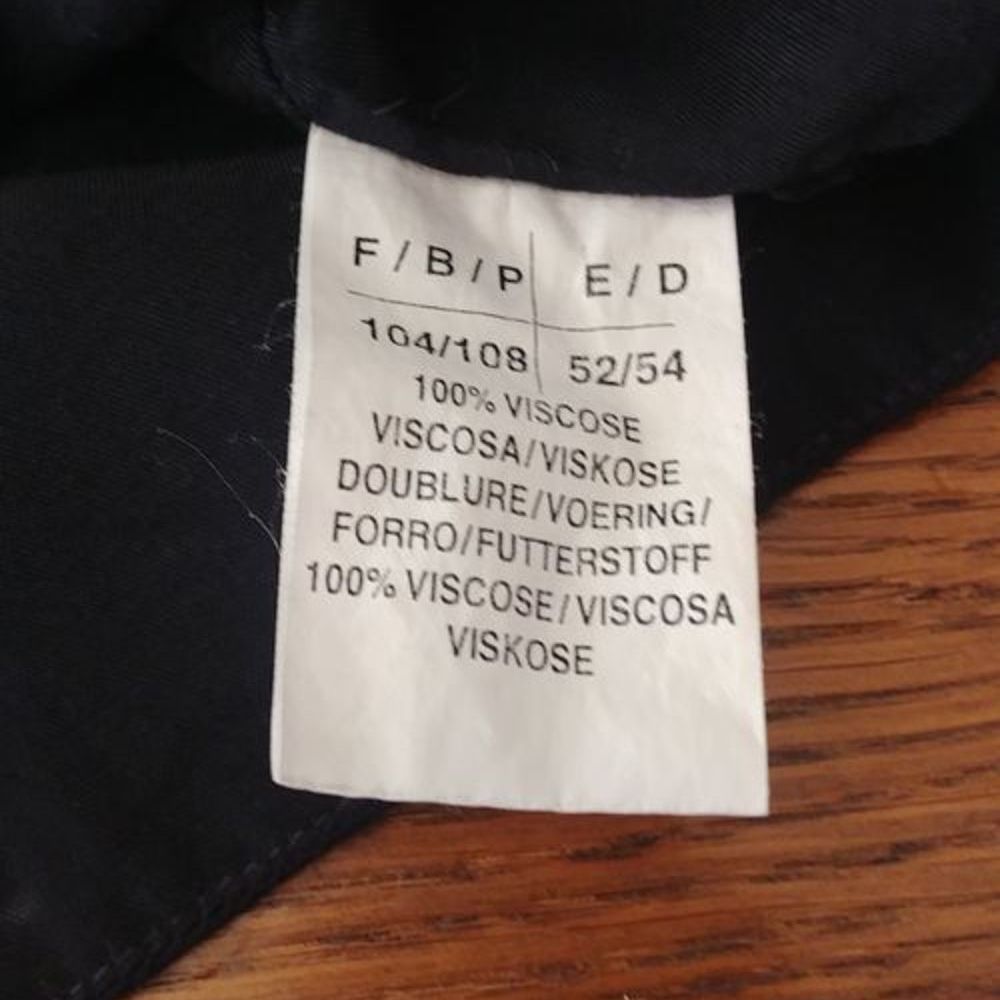 F / B / P E / D
104/108 52/54
100% VISCOSE
VISCOSA/VISKOSE
DOUBLURE/VOERING/
FORRO/FUTTERSTOFF
100% VISCOSE/VISCOSA
VISKOSE